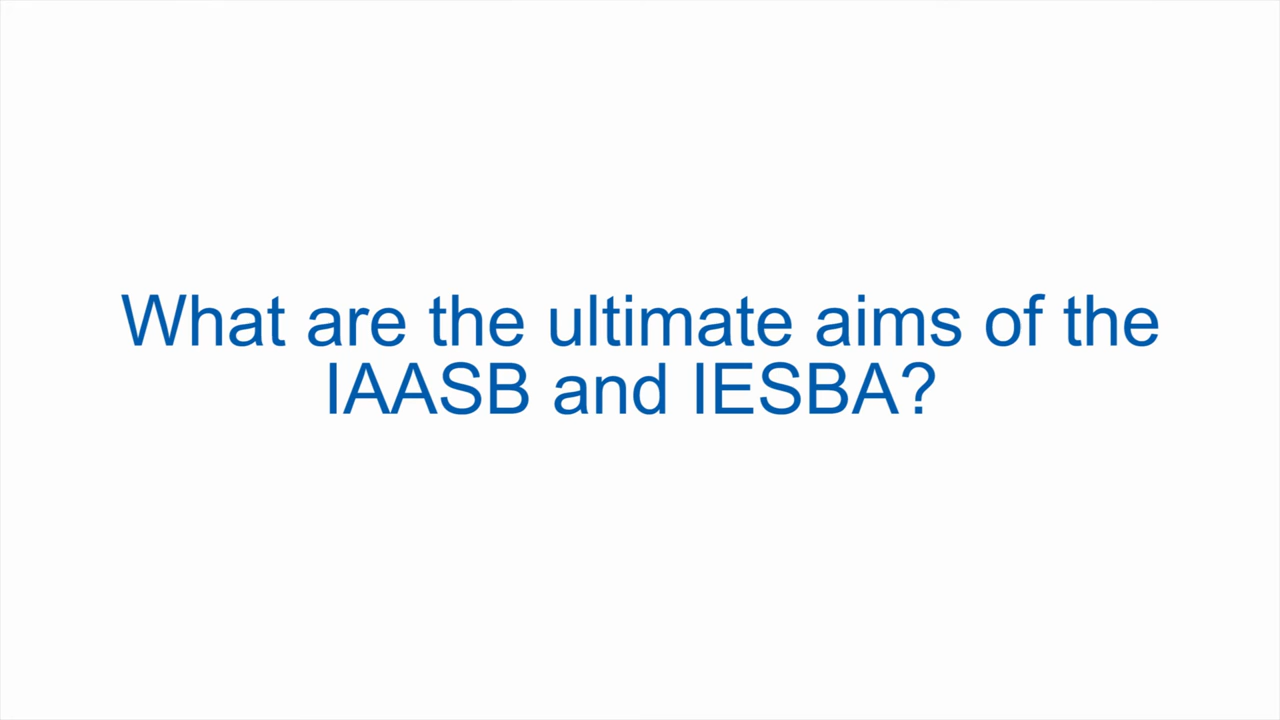 What are the ultimate aims of the
IAASB and IESBA?